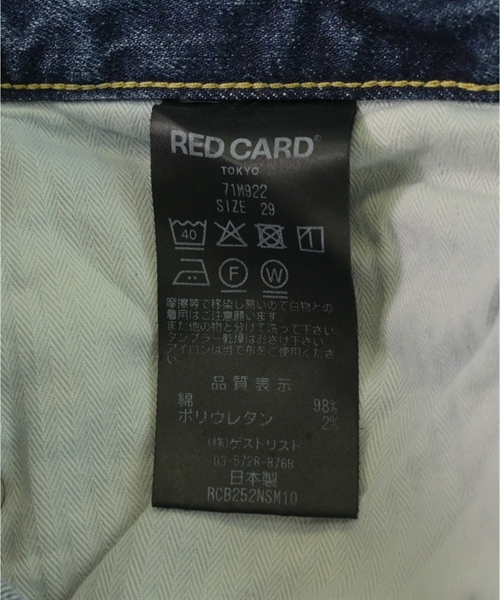 RED CARD®
TOKYO
71M922
SIZE 29
40
F W
摩擦等で移染し易いので白物との
着用はご注意願います。
また他の物と分けて洗って下さい。
タンブラー乾燥はおさけ下さい。
アイロンは当て布をご使用くださ
い
品質表示
綿 98%
ポリウレタン 2%
(株)ゲストリスト
03-5728-8788
日本製
RCB252NSM10